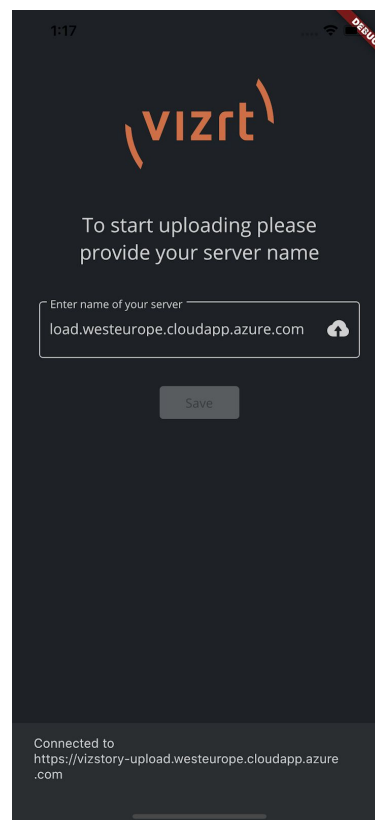 1:17
DEBUG
vizrt
To start uploading please
provide your server name
Enter name of your server
load.westeurope.cloudapp.azure.com
Save
Connected to
https://vizstory-upload.westeurope.cloudapp.azure
.com